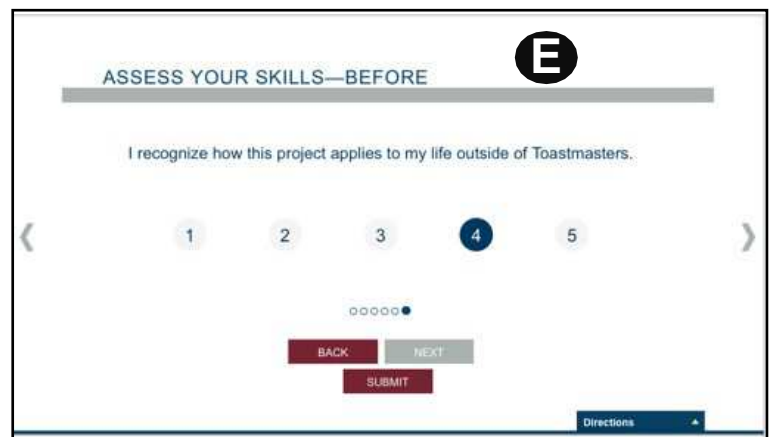 E
ASSESS YOUR SKILLS—BEFORE
I recognize how this project applies to my life outside of Toastmasters.
1 2 3 4 5
BACK NEXT
SUBMIT
Directions